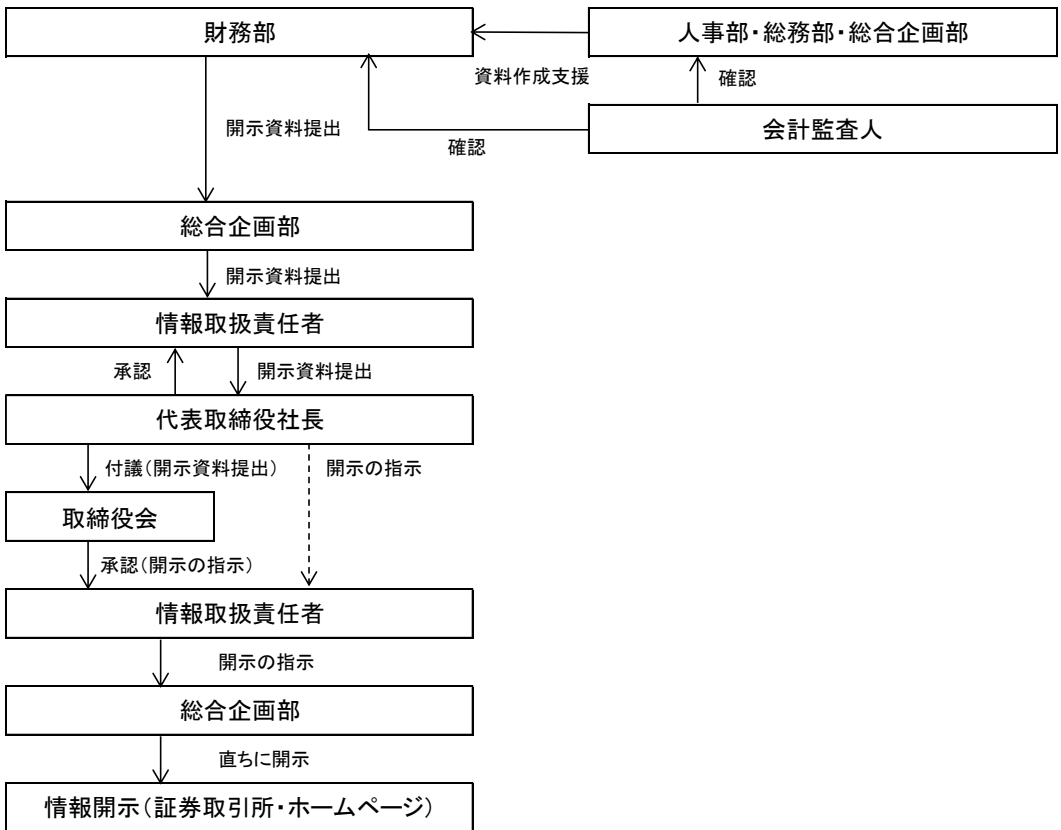 財務部
人事部・総務部・総合企画部
資料作成支援
確認
会計監査人
開示資料提出
確認
総合企画部
開示資料提出
情報取扱責任者
承認
開示資料提出
代表取締役社長
付議(開示資料提出)
開示の指示
取締役会
承認(開示の指示)
情報取扱責任者
開示の指示
総合企画部
直ちに開示
情報開示(証券取引所・ホームページ)